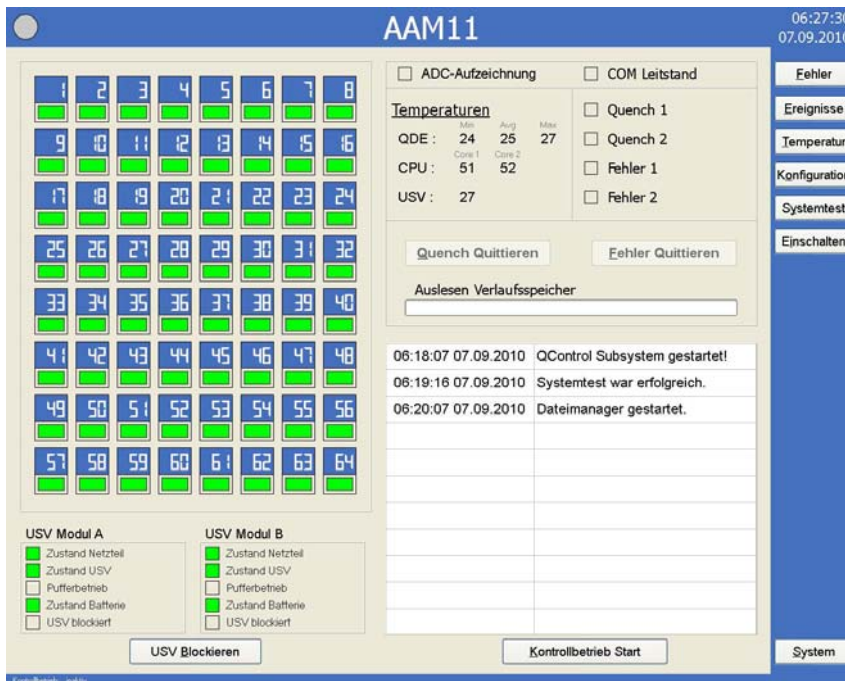 AAM11
06:27:30
07.09.2010
1 2 3 4 5 6 7 8
9 10 11 12 13 14 15 16
17 18 19 20 21 22 23 24
25 26 27 28 29 30 31 32
33 34 35 36 37 38 39 40
41 42 43 44 45 46 47 48
49 50 51 52 53 54 55 56
57 58 59 60 61 62 63 64
USV Modul A
Zustand Netzteil
Zustand USV
Pufferbetrieb
Zustand Batterie
USV blockiert
USV Modul B
Zustand Netzteil
Zustand USV
Pufferbetrieb
Zustand Batterie
USV blockiert
USV Blockieren
ADC-Aufzeichnung
COM Leitstand
Temperaturen
Min Avg Max
QDE : 24 25 27
Core 1 Core 2
CPU : 51 52
USV : 27
Quench 1
Quench 2
Fehler 1
Fehler 2
Quench Quittieren
Fehler Quittieren
Auslesen Verlaufsspeicher
06:18:07 07.09.2010 QControl Subsystem gestartet!
06:19:16 07.09.2010 Systemtest war erfolgreich.
06:20:07 07.09.2010 Dateimanager gestartet.
Kontrollbetrieb Start
Fehler
Ereignisse
Temperatur
Konfiguration
Systemtest
Einschalten
System